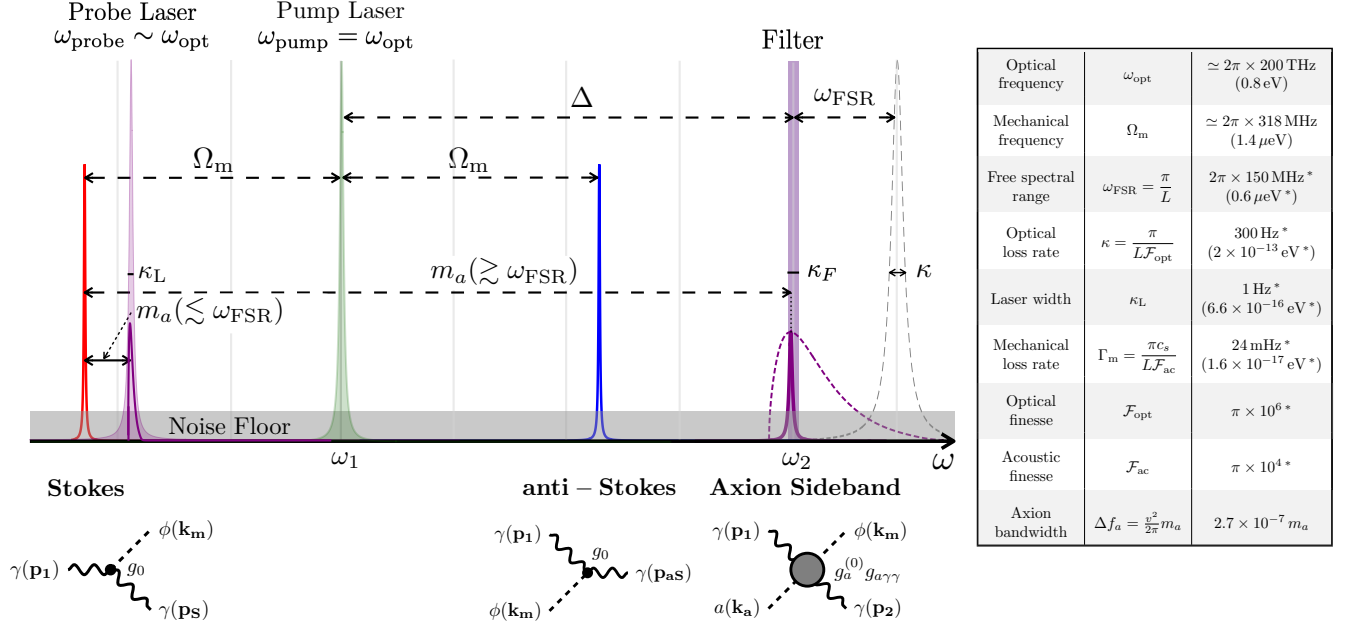 Probe Laser
ω_probe ∼ ω_opt
Pump Laser
ω_pump = ω_opt
Filter
Δ
ω_FSR
Ω_m
Ω_m
κ_L
m_a(≳ ω_FSR)
κ_F
κ
m_a(≲ ω_FSR)
Noise Floor
ω_1
ω_2
ω
Stokes
anti – Stokes
Axion Sideband
γ(p_1)
ϕ(k_m)
g_0
γ(p_S)
γ(p_1)
g_0
γ(p_aS)
ϕ(k_m)
γ(p_1)
ϕ(k_m)
g_a^(0) g_aγγ
a(k_a)
γ(p_2)
Optical frequency ω_opt ≃ 2π × 200 THz (0.8 eV)
Mechanical frequency Ω_m ≃ 2π × 318 MHz (1.4 μeV)
Free spectral range ω_FSR = π/L 2π × 150 MHz* (0.6 μeV*)
Optical loss rate κ = π/(L𝓕_opt) 300 Hz* (2 × 10^−13 eV*)
Laser width κ_L 1 Hz* (6.6 × 10^−16 eV*)
Mechanical loss rate Γ_m = πc_s/(L𝓕_ac) 24 mHz* (1.6 × 10^−17 eV*)
Optical finesse 𝓕_opt π × 10^6 *
Acoustic finesse 𝓕_ac π × 10^4 *
Axion bandwidth Δf_a = v²/2π m_a 2.7 × 10^−7 m_a